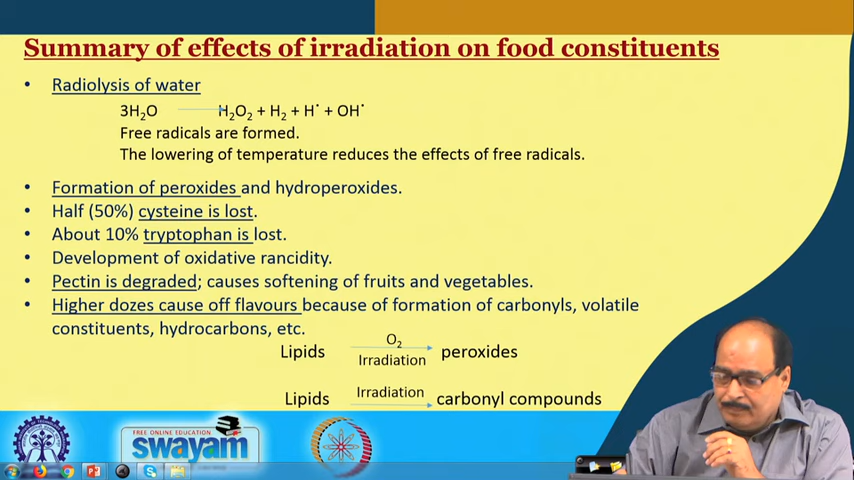 Summary of effects of irradiation on food constituents
• Radiolysis of water
3H₂O → H₂O₂ + H₂ + H˙ + OH˙
Free radicals are formed.
The lowering of temperature reduces the effects of free radicals.
• Formation of peroxides and hydroperoxides.
• Half (50%) cysteine is lost.
• About 10% tryptophan is lost.
• Development of oxidative rancidity.
• Pectin is degraded; causes softening of fruits and vegetables.
• Higher dozes cause off flavours because of formation of carbonyls, volatile
constituents, hydrocarbons, etc.
O₂
Lipids → peroxides
Irradiation
Irradiation
Lipids → carbonyl compounds
FREE ONLINE EDUCATION
swayam